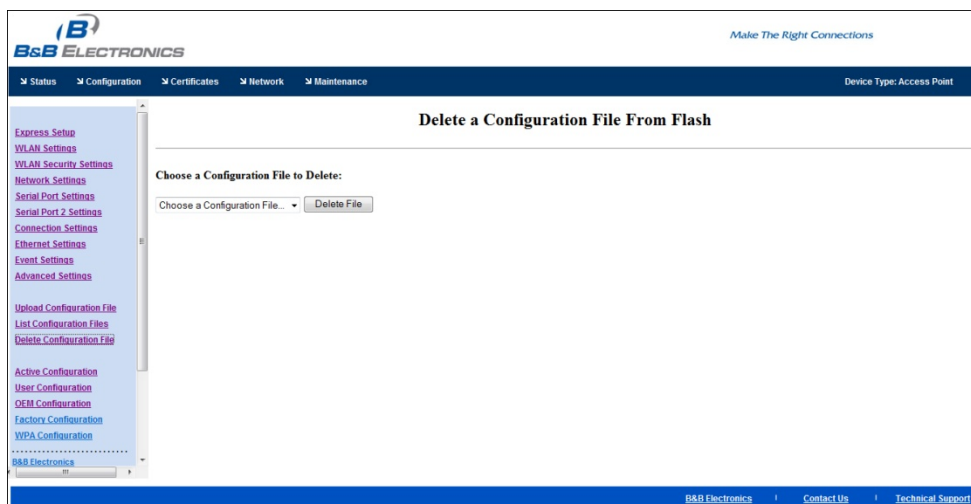 B&B ELECTRONICS
Make The Right Connections
Status Configuration Certificates Network Maintenance Device Type: Access Point
Delete a Configuration File From Flash
Express Setup
WLAN Settings
WLAN Security Settings
Network Settings
Serial Port Settings
Serial Port 2 Settings
Connection Settings
Ethernet Settings
Event Settings
Advanced Settings
Upload Configuration File
List Configuration Files
Delete Configuration File
Active Configuration
User Configuration
OEM Configuration
Factory Configuration
WPA Configuration
B&B Electronics
Choose a Configuration File to Delete:
Choose a Configuration File... Delete File
B&B Electronics | Contact Us | Technical Support